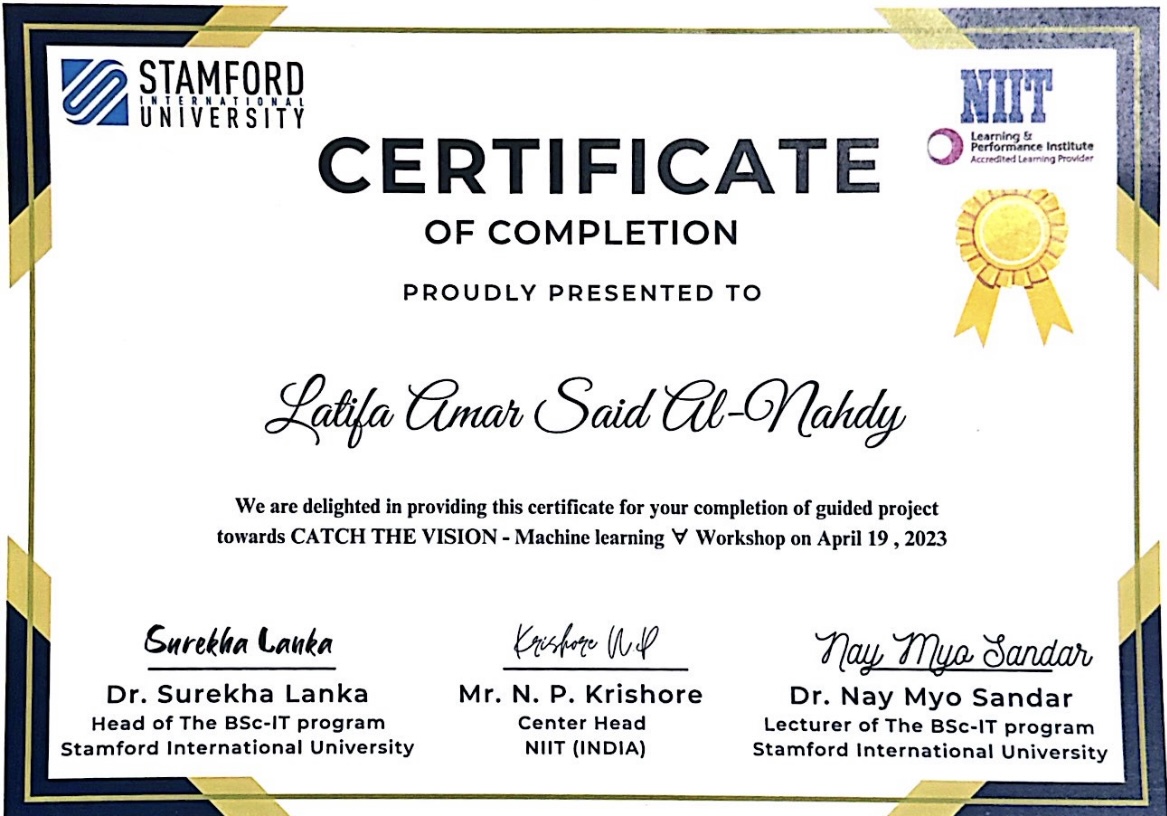 STAMFORD
INTERNATIONAL
UNIVERSITY
NIIT
Learning &
Performance Institute
Accredited Learning Provider
CERTIFICATE
OF COMPLETION
PROUDLY PRESENTED TO
Latifa Amar Said Al-Nahdy
We are delighted in providing this certificate for your completion of guided project
towards CATCH THE VISION - Machine learning ∀ Workshop on April 19 , 2023
Surekha Lanka
Krishore N.P
Nay Myo Sandar
Dr. Surekha Lanka
Head of The BSc-IT program
Stamford International University
Mr. N. P. Krishore
Center Head
NIIT (INDIA)
Dr. Nay Myo Sandar
Lecturer of The BSc-IT program
Stamford International University